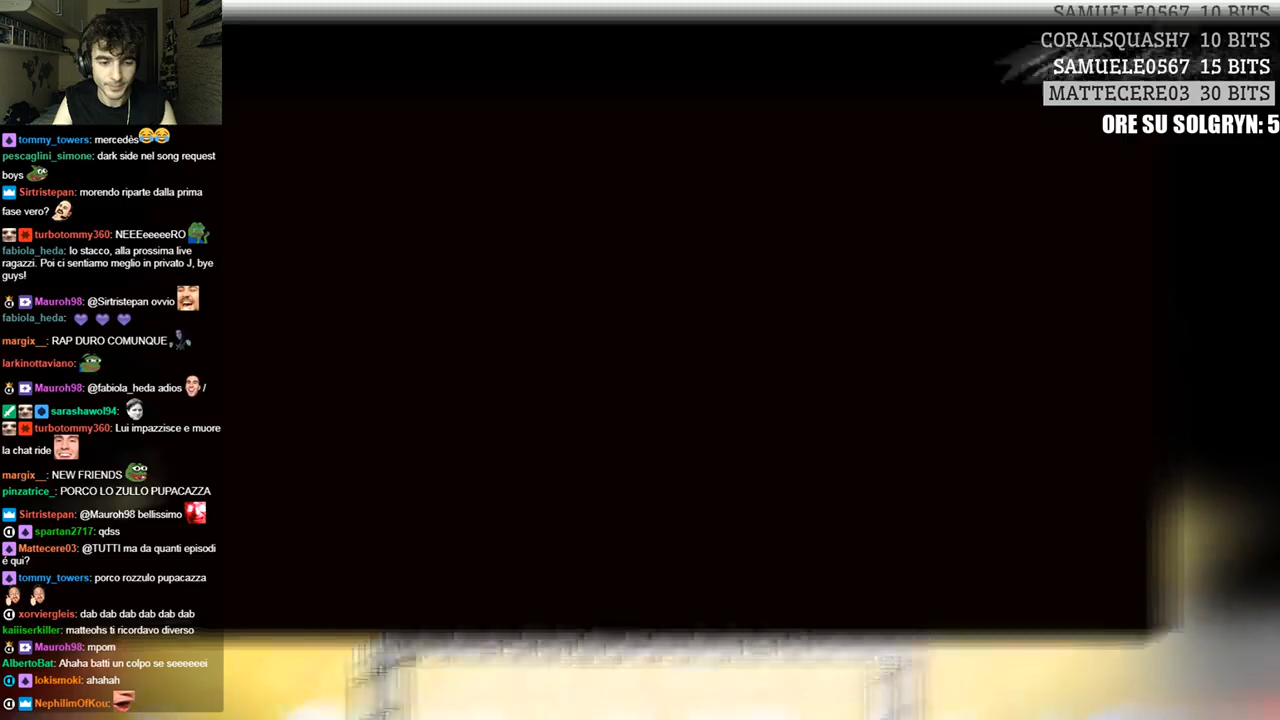 SAMUELE0567 10 BITS
CORALSQUASH7 10 BITS
SAMUELE0567 15 BITS
MATTECERE03 30 BITS
ORE SU SOLGRYN: 5
tommy_towers: mercedès
pescaglini_simone: dark side nel song request
boys
Sirtristepan: morendo riparte dalla prima
fase vero?
turbotommy360: NEEEeeeeeRO
fabiola_heda: Io stacco, alla prossima live
ragazzi. Poi ci sentiamo meglio in privato J, bye
guys!
Mauroh98: @Sirtristepan ovvio
fabiola_heda:
margix__: RAP DURO COMUNQUE
larkinottaviano:
Mauroh98: @fabiola_heda adios /
sarashawol94:
turbotommy360: Lui impazzisce e muore
la chat ride
margix__: NEW FRIENDS
pinzatrice_: PORCO LO ZULLO PUPACAZZA
Sirtristepan: @Mauroh98 bellissimo
spartan2717: qdss
Mattecere03: @TUTTI ma da quanti episodi
é qui?
tommy_towers: porco rozzulo pupacazza
xorviergleis: dab dab dab dab dab dab
kaiiiserkiller: matteohs ti ricordavo diverso
Mauroh98: mpom
AlbertoBat: Ahaha batti un colpo se seeeeeei
lokismoki: ahahah
NephilimOfKou: